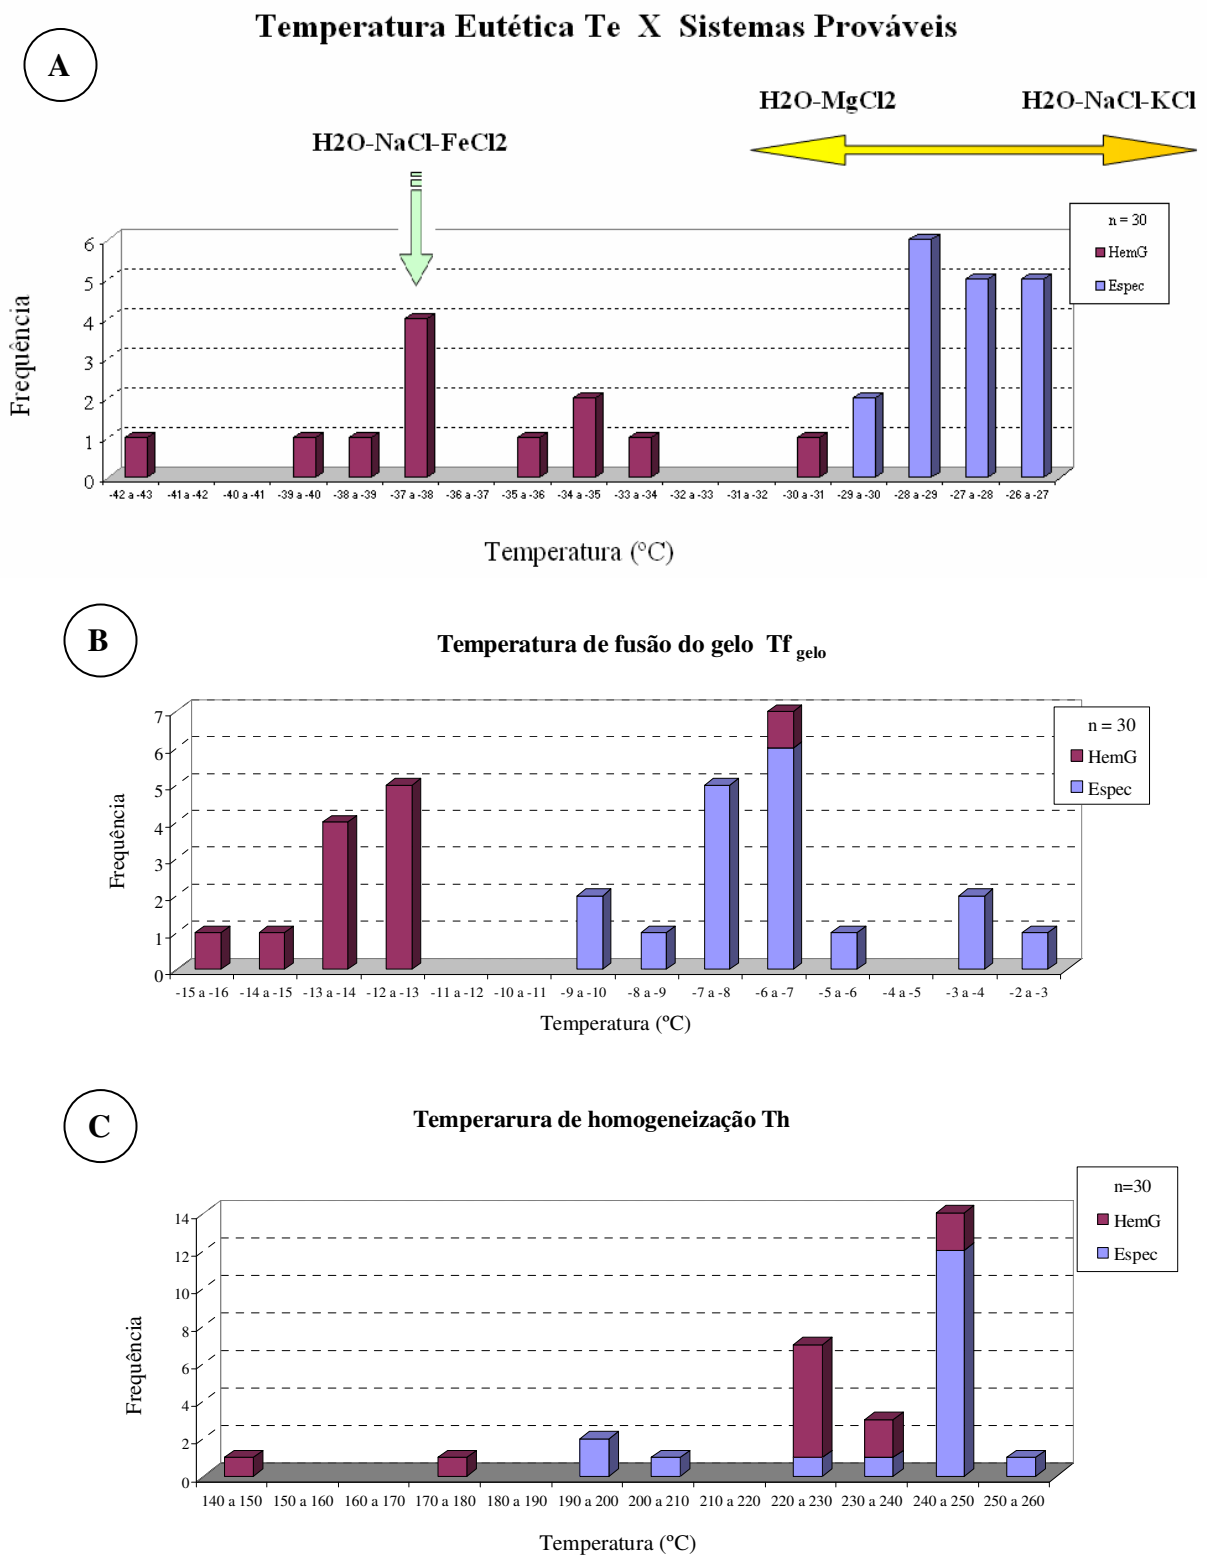 Temperatura Eutética Te X Sistemas Prováveis
A
H2O-MgCl2
H2O-NaCl-KCl
H2O-NaCl-FeCl2
n = 30
HemG
Espec
6
5
4
3
2
1
0
Frequência
-42 a -43 -41 a -42 -40 a -41 -39 a -40 -38 a -39 -37 a -38 -36 a -37 -35 a -36 -34 a -35 -33 a -34 -32 a -33 -31 a -32 -30 a -31 -29 a -30 -28 a -29 -27 a -28 -26 a -27
Temperatura (°C)
B
Temperatura de fusão do gelo Tf gelo
n = 30
HemG
Espec
7
6
5
4
3
2
1
0
Frequência
-15 a -16 -14 a -15 -13 a -14 -12 a -13 -11 a -12 -10 a -11 -9 a -10 -8 a -9 -7 a -8 -6 a -7 -5 a -6 -4 a -5 -3 a -4 -2 a -3
Temperatura (ºC)
C
Temperarura de homogeneização Th
n=30
HemG
Espec
14
12
10
8
6
4
2
0
Frequência
140 a 150 150 a 160 160 a 170 170 a 180 180 a 190 190 a 200 200 a 210 210 a 220 220 a 230 230 a 240 240 a 250 250 a 260
Temperatura (ºC)